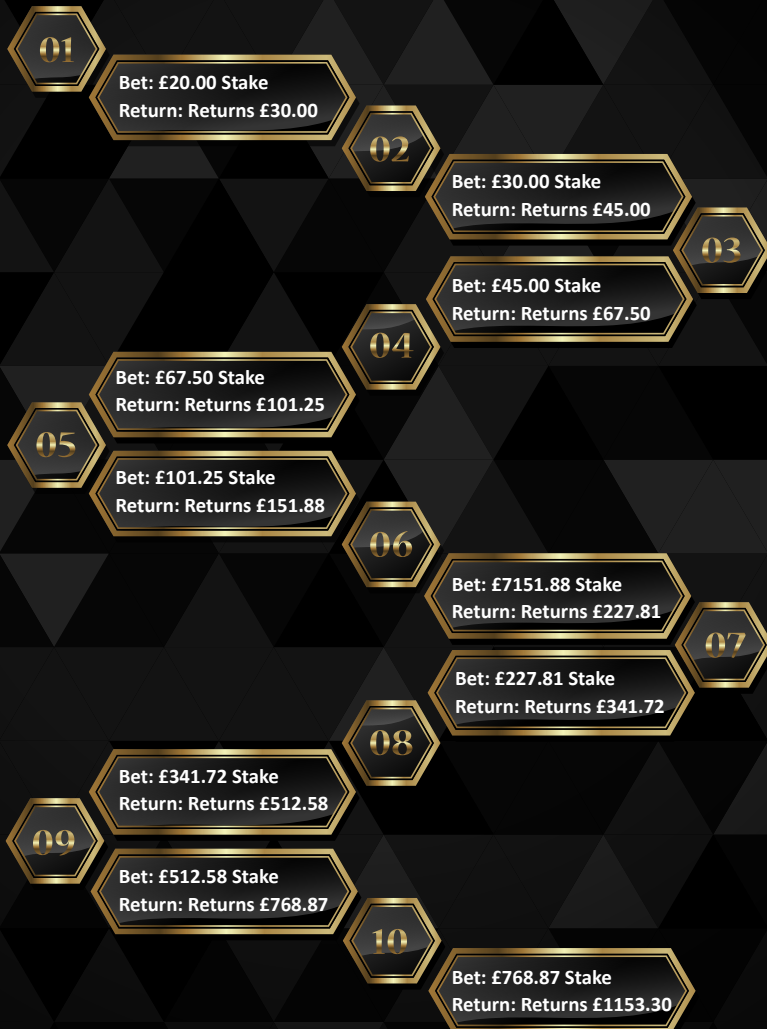 01
Bet: £20.00 Stake
Return: Returns £30.00
02
Bet: £30.00 Stake
Return: Returns £45.00
03
Bet: £45.00 Stake
Return: Returns £67.50
04
Bet: £67.50 Stake
Return: Returns £101.25
05
Bet: £101.25 Stake
Return: Returns £151.88
06
Bet: £7151.88 Stake
Return: Returns £227.81
07
Bet: £227.81 Stake
Return: Returns £341.72
08
Bet: £341.72 Stake
Return: Returns £512.58
09
Bet: £512.58 Stake
Return: Returns £768.87
10
Bet: £768.87 Stake
Return: Returns £1153.30